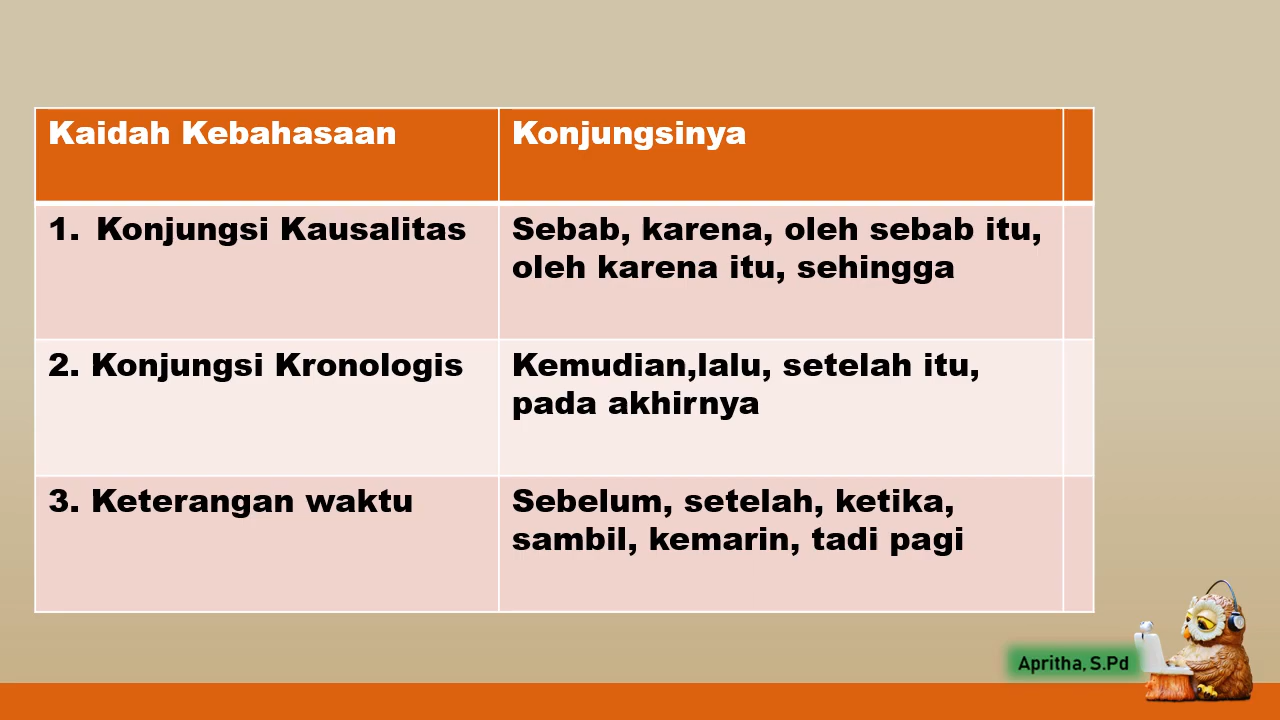 Kaidah Kebahasaan
Konjungsinya
1. Konjungsi Kausalitas
Sebab, karena, oleh sebab itu,
oleh karena itu, sehingga
2. Konjungsi Kronologis
Kemudian,lalu, setelah itu,
pada akhirnya
3. Keterangan waktu
Sebelum, setelah, ketika,
sambil, kemarin, tadi pagi
Apritha, S.Pd